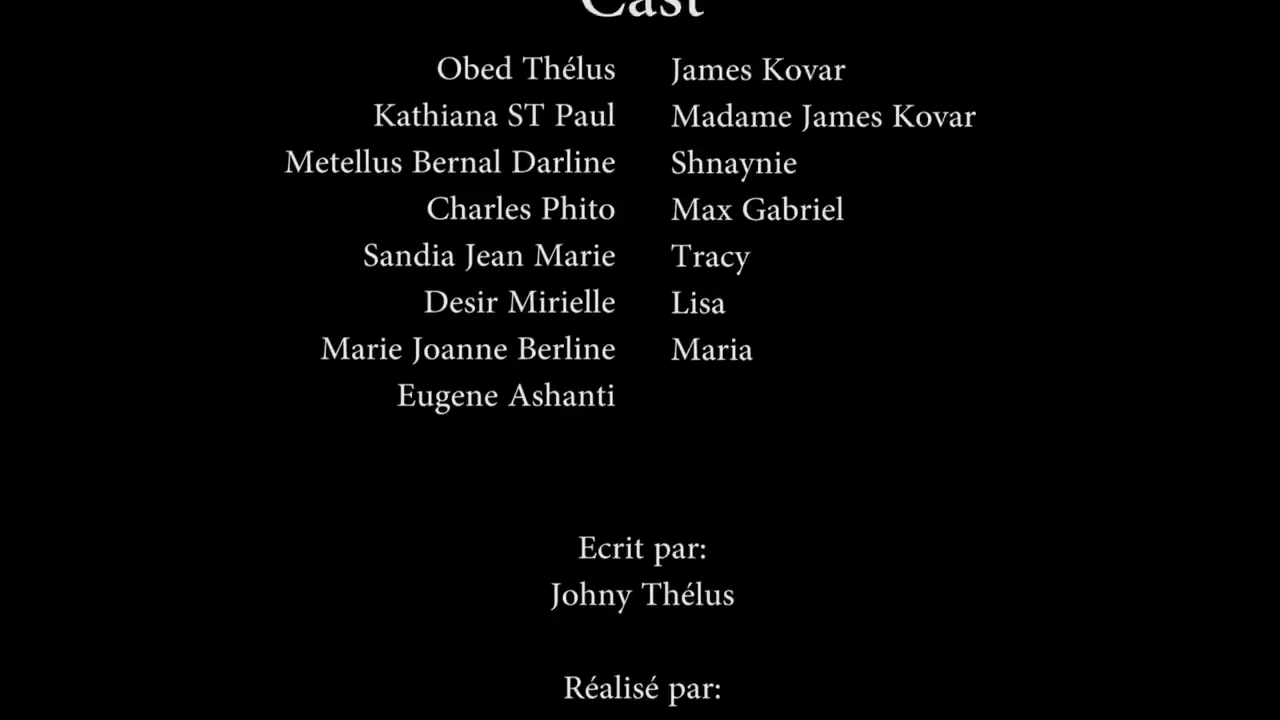 Cast
Obed Thélus James Kovar
Kathiana ST Paul Madame James Kovar
Metellus Bernal Darline Shnaynie
Charles Phito Max Gabriel
Sandia Jean Marie Tracy
Desir Mirielle Lisa
Marie Joanne Berline Maria
Eugene Ashanti
Ecrit par:
Johny Thélus
Réalisé par: